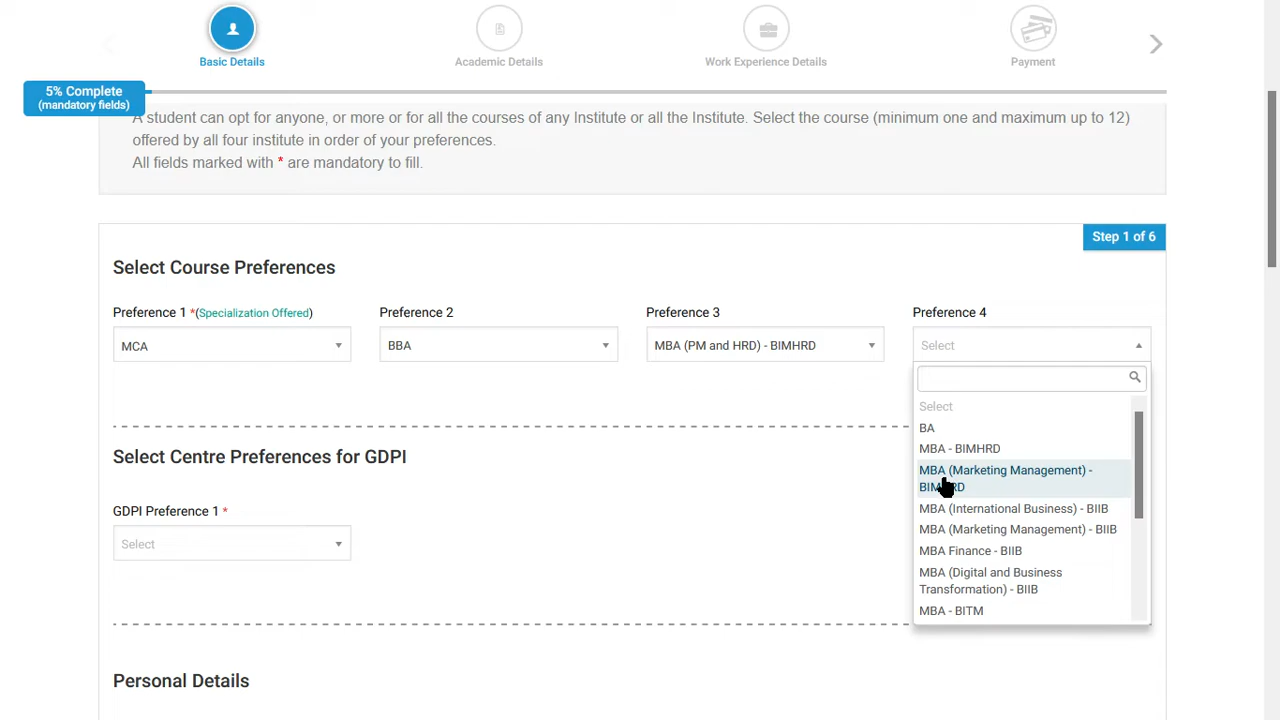 Basic Details
Academic Details
Work Experience Details
Payment
5% Complete
(mandatory fields)
A student can opt for anyone, or more or for all the courses of any Institute or all the Institute. Select the course (minimum one and maximum up to 12)
offered by all four institute in order of your preferences.
All fields marked with * are mandatory to fill.
Step 1 of 6
Select Course Preferences
Preference 1 *(Specialization Offered)
Preference 2
Preference 3
Preference 4
MCA
BBA
MBA (PM and HRD) - BIMHRD
Select
Select
BA
MBA - BIMHRD
MBA (Marketing Management) -
BIMHRD
MBA (International Business) - BIIB
MBA (Marketing Management) - BIIB
MBA Finance - BIIB
MBA (Digital and Business
Transformation) - BIIB
MBA - BITM
Select Centre Preferences for GDPI
GDPI Preference 1 *
Select
Personal Details